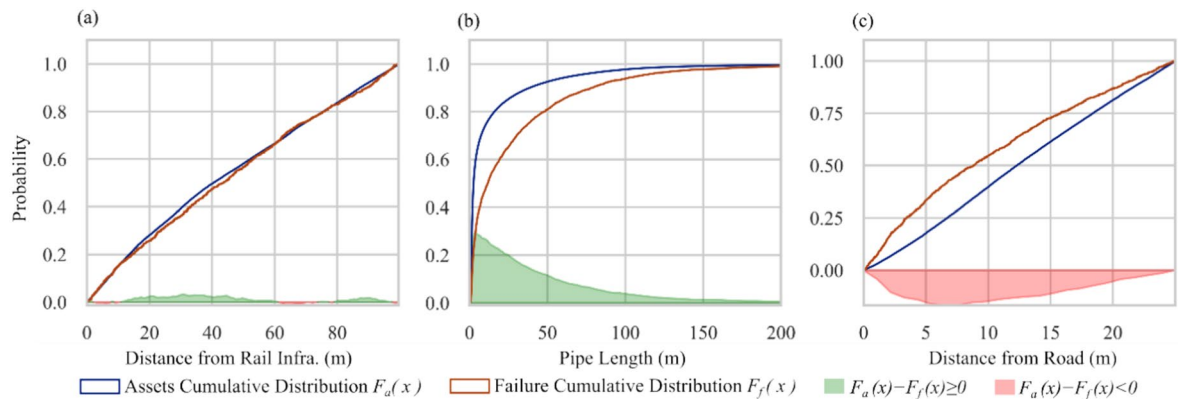 (a) (b) (c)
Probability
1.0
0.8
0.6
0.4
0.2
0.0
0 20 40 60 80
Distance from Rail Infra. (m)
1.0
0.8
0.6
0.4
0.2
0.0
0 50 100 150 200
Pipe Length (m)
1.00
0.75
0.50
0.25
0.00
0 5 10 15 20
Distance from Road (m)
Assets Cumulative Distribution Fₐ(x) Failure Cumulative Distribution F_f(x) Fₐ(x)−F_f(x)≥0 Fₐ(x)−F_f(x)<0